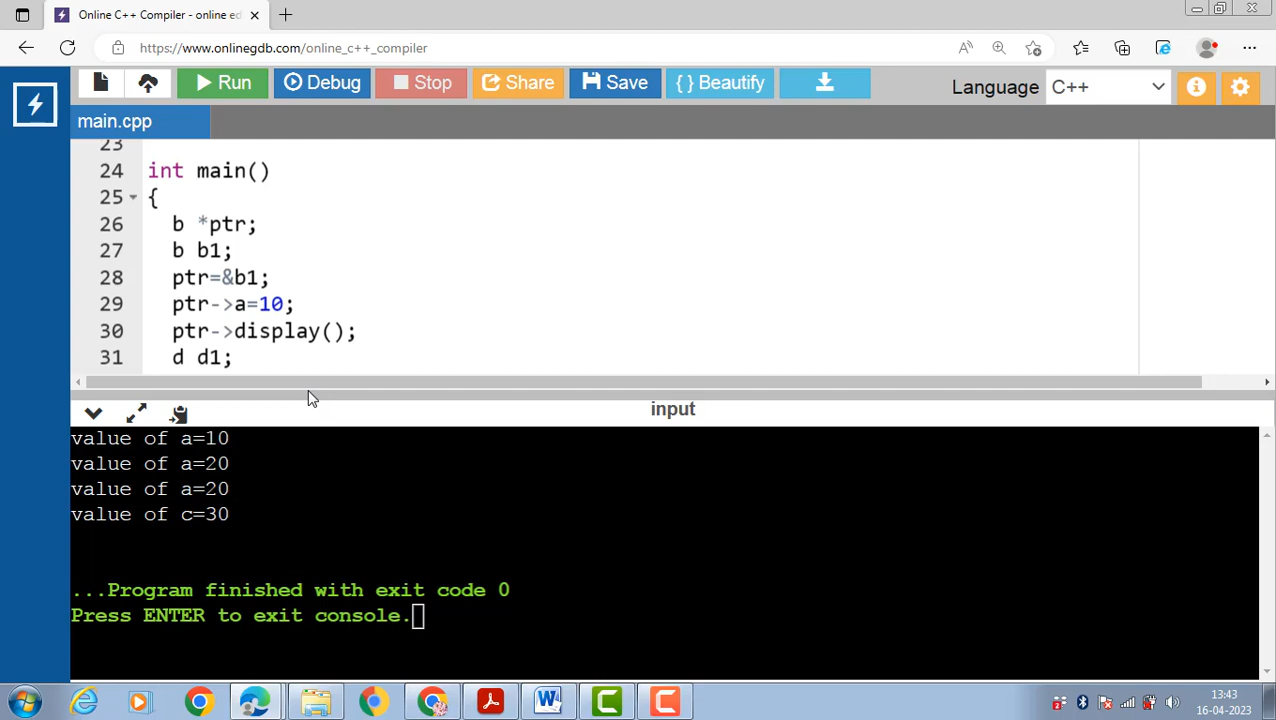 Online C++ Compiler - online ed
https://www.onlinegdb.com/online_c++_compiler
Run Debug Stop Share Save { } Beautify Language C++
main.cpp
23
24 int main()
25 {
26 b *ptr;
27 b b1;
28 ptr=&b1;
29 ptr->a=10;
30 ptr->display();
31 d d1;
input
value of a=10
value of a=20
value of a=20
value of c=30
...Program finished with exit code 0
Press ENTER to exit console.
13:43
16-04-2023